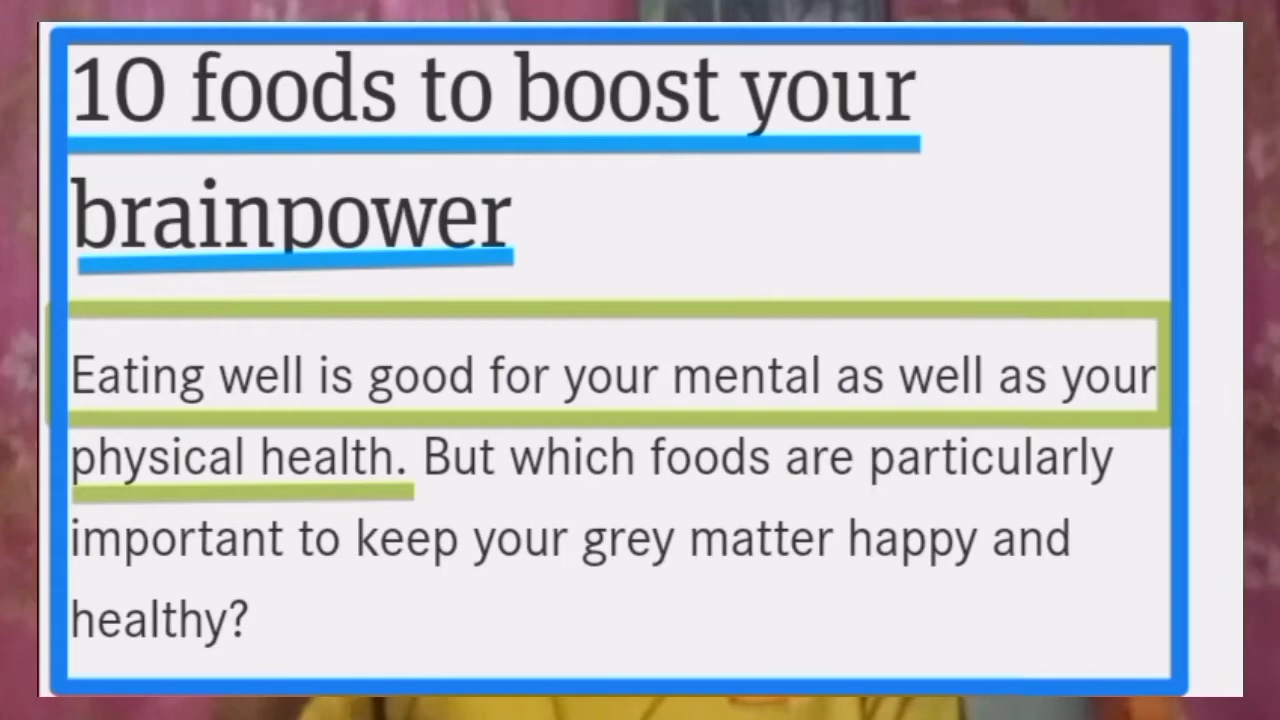 10 foods to boost your
brainpower
Eating well is good for your mental as well as your
physical health. But which foods are particularly
important to keep your grey matter happy and
healthy?